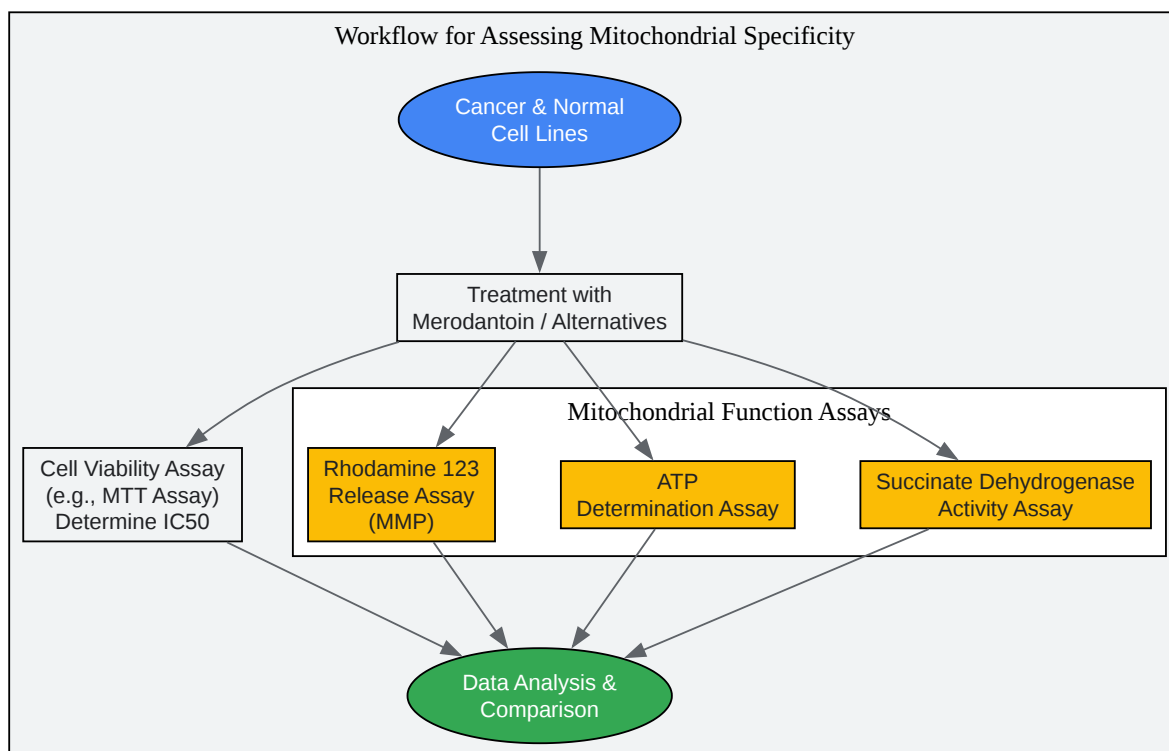 Workflow for Assessing Mitochondrial Specificity
Cancer & Normal
Cell Lines
Treatment with
Merodantoin / Alternatives
Mitochondrial Function Assays
Cell Viability Assay
(e.g., MTT Assay)
Determine IC50
Rhodamine 123
Release Assay
(MMP)
ATP
Determination Assay
Succinate Dehydrogenase
Activity Assay
Data Analysis &
Comparison